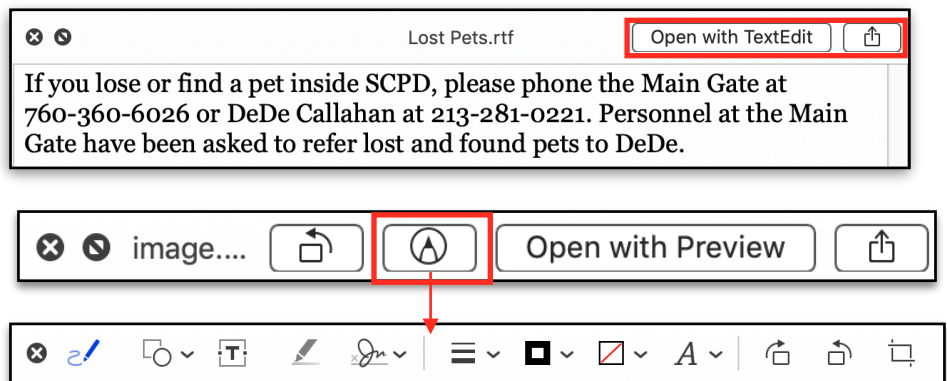 Lost Pets.rtf Open with TextEdit
If you lose or find a pet inside SCPD, please phone the Main Gate at
760-360-6026 or DeDe Callahan at 213-281-0221. Personnel at the Main
Gate have been asked to refer lost and found pets to DeDe.
image.... Open with Preview
T A